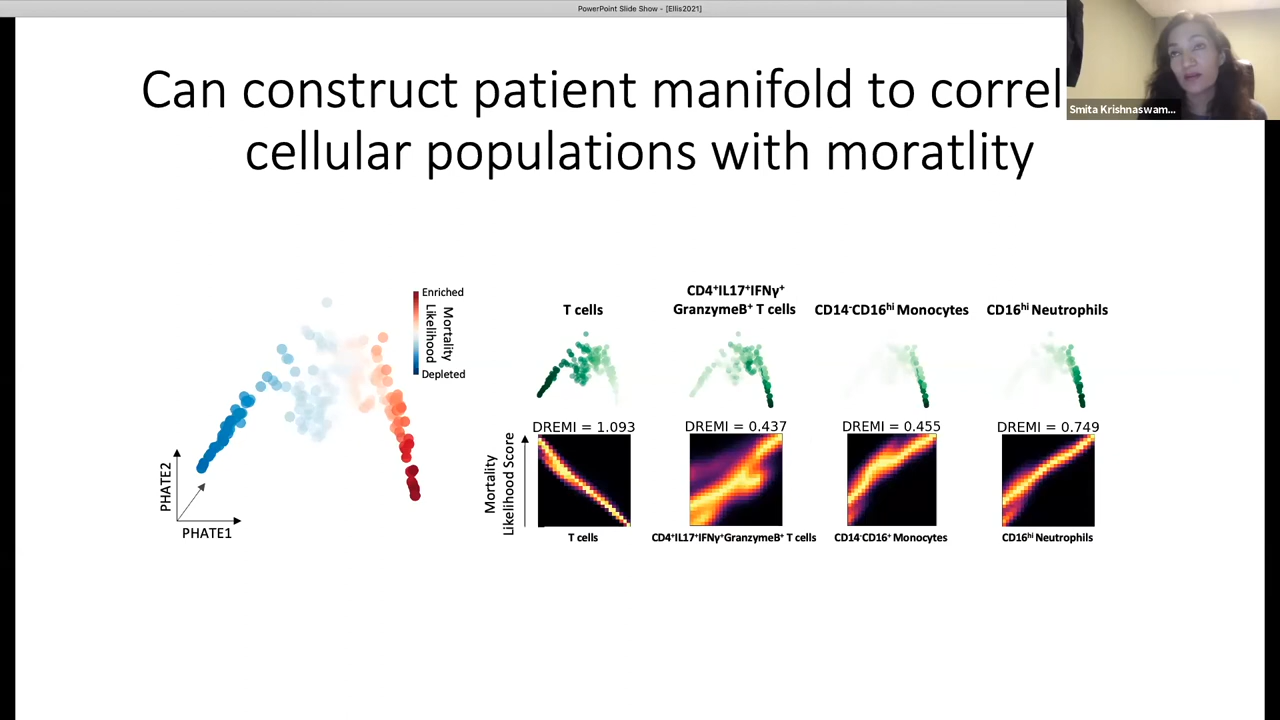 PowerPoint Slide Show - [Ellis2021]
Can construct patient manifold to correl
cellular populations with moratlity
Smita Krishnaswam...
Enriched
Mortality
Likelihood
Depleted
PHATE2
PHATE1
T cells
CD4⁺IL17⁺IFNγ⁺
GranzymeB⁺ T cells
CD14⁻CD16ʰⁱ Monocytes
CD16ʰⁱ Neutrophils
DREMI = 1.093
DREMI = 0.437
DREMI = 0.455
DREMI = 0.749
Mortality
Likelihood Score
T cells
CD4⁺IL17⁺IFNγ⁺GranzymeB⁺ T cells
CD14⁻CD16⁺ Monocytes
CD16ʰⁱ Neutrophils